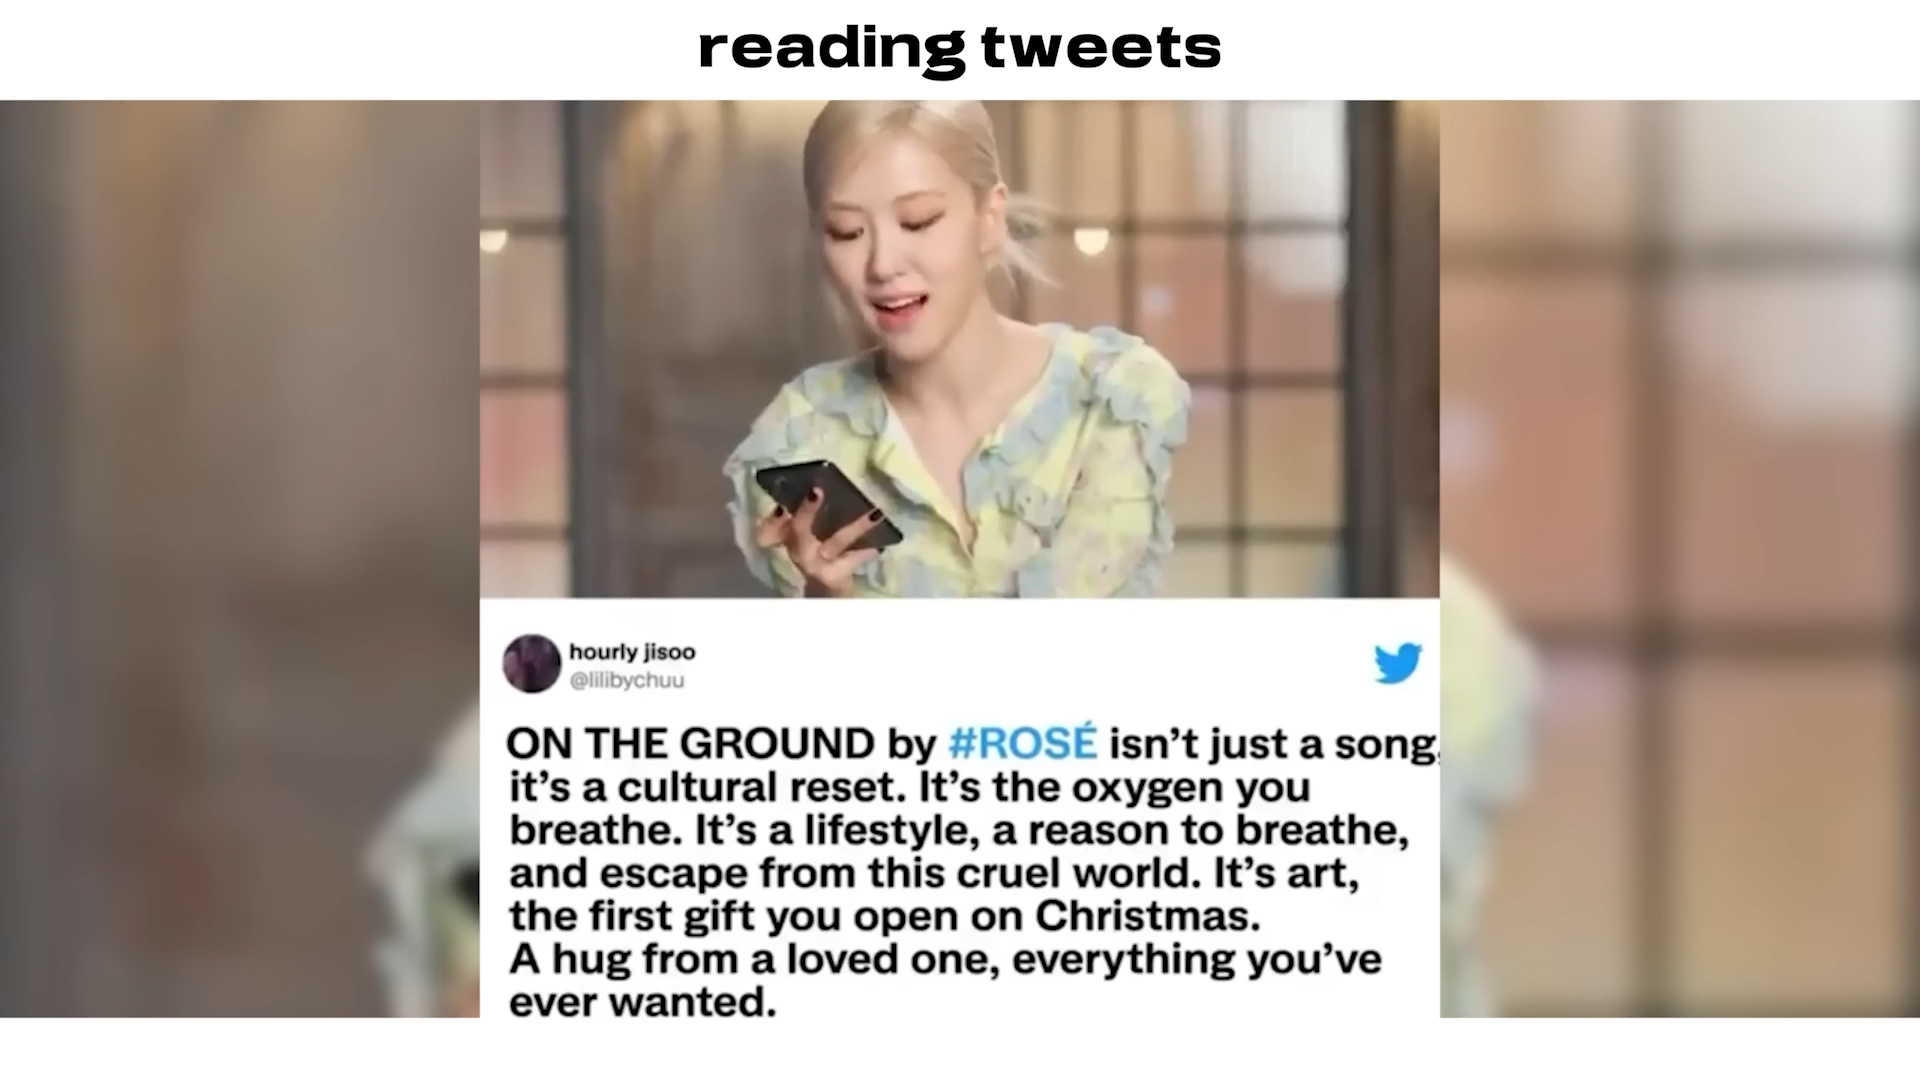 reading tweets
hourly jisoo
@lilibychuu
ON THE GROUND by #ROSÉ isn’t just a song,
it’s a cultural reset. It’s the oxygen you
breathe. It’s a lifestyle, a reason to breathe,
and escape from this cruel world. It’s art,
the first gift you open on Christmas.
A hug from a loved one, everything you’ve
ever wanted.